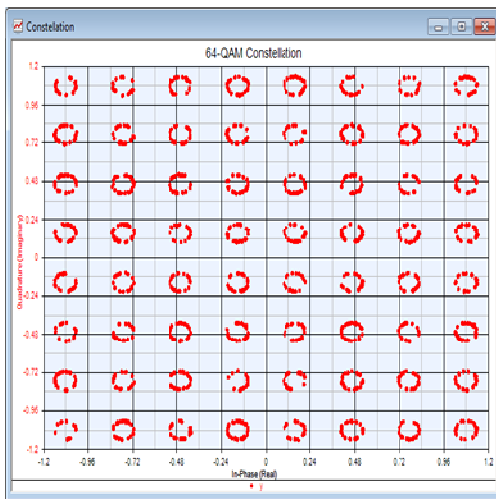 Constellation
64-QAM Constellation
1.2
0.96
0.72
0.48
0.24
0
-0.24
-0.48
-0.72
-0.96
-1.2
Quadrature (Imaginary)
-1.2 -0.96 -0.72 -0.48 -0.24 0 0.24 0.48 0.72 0.96 1.2
In-Phase (Real)
y